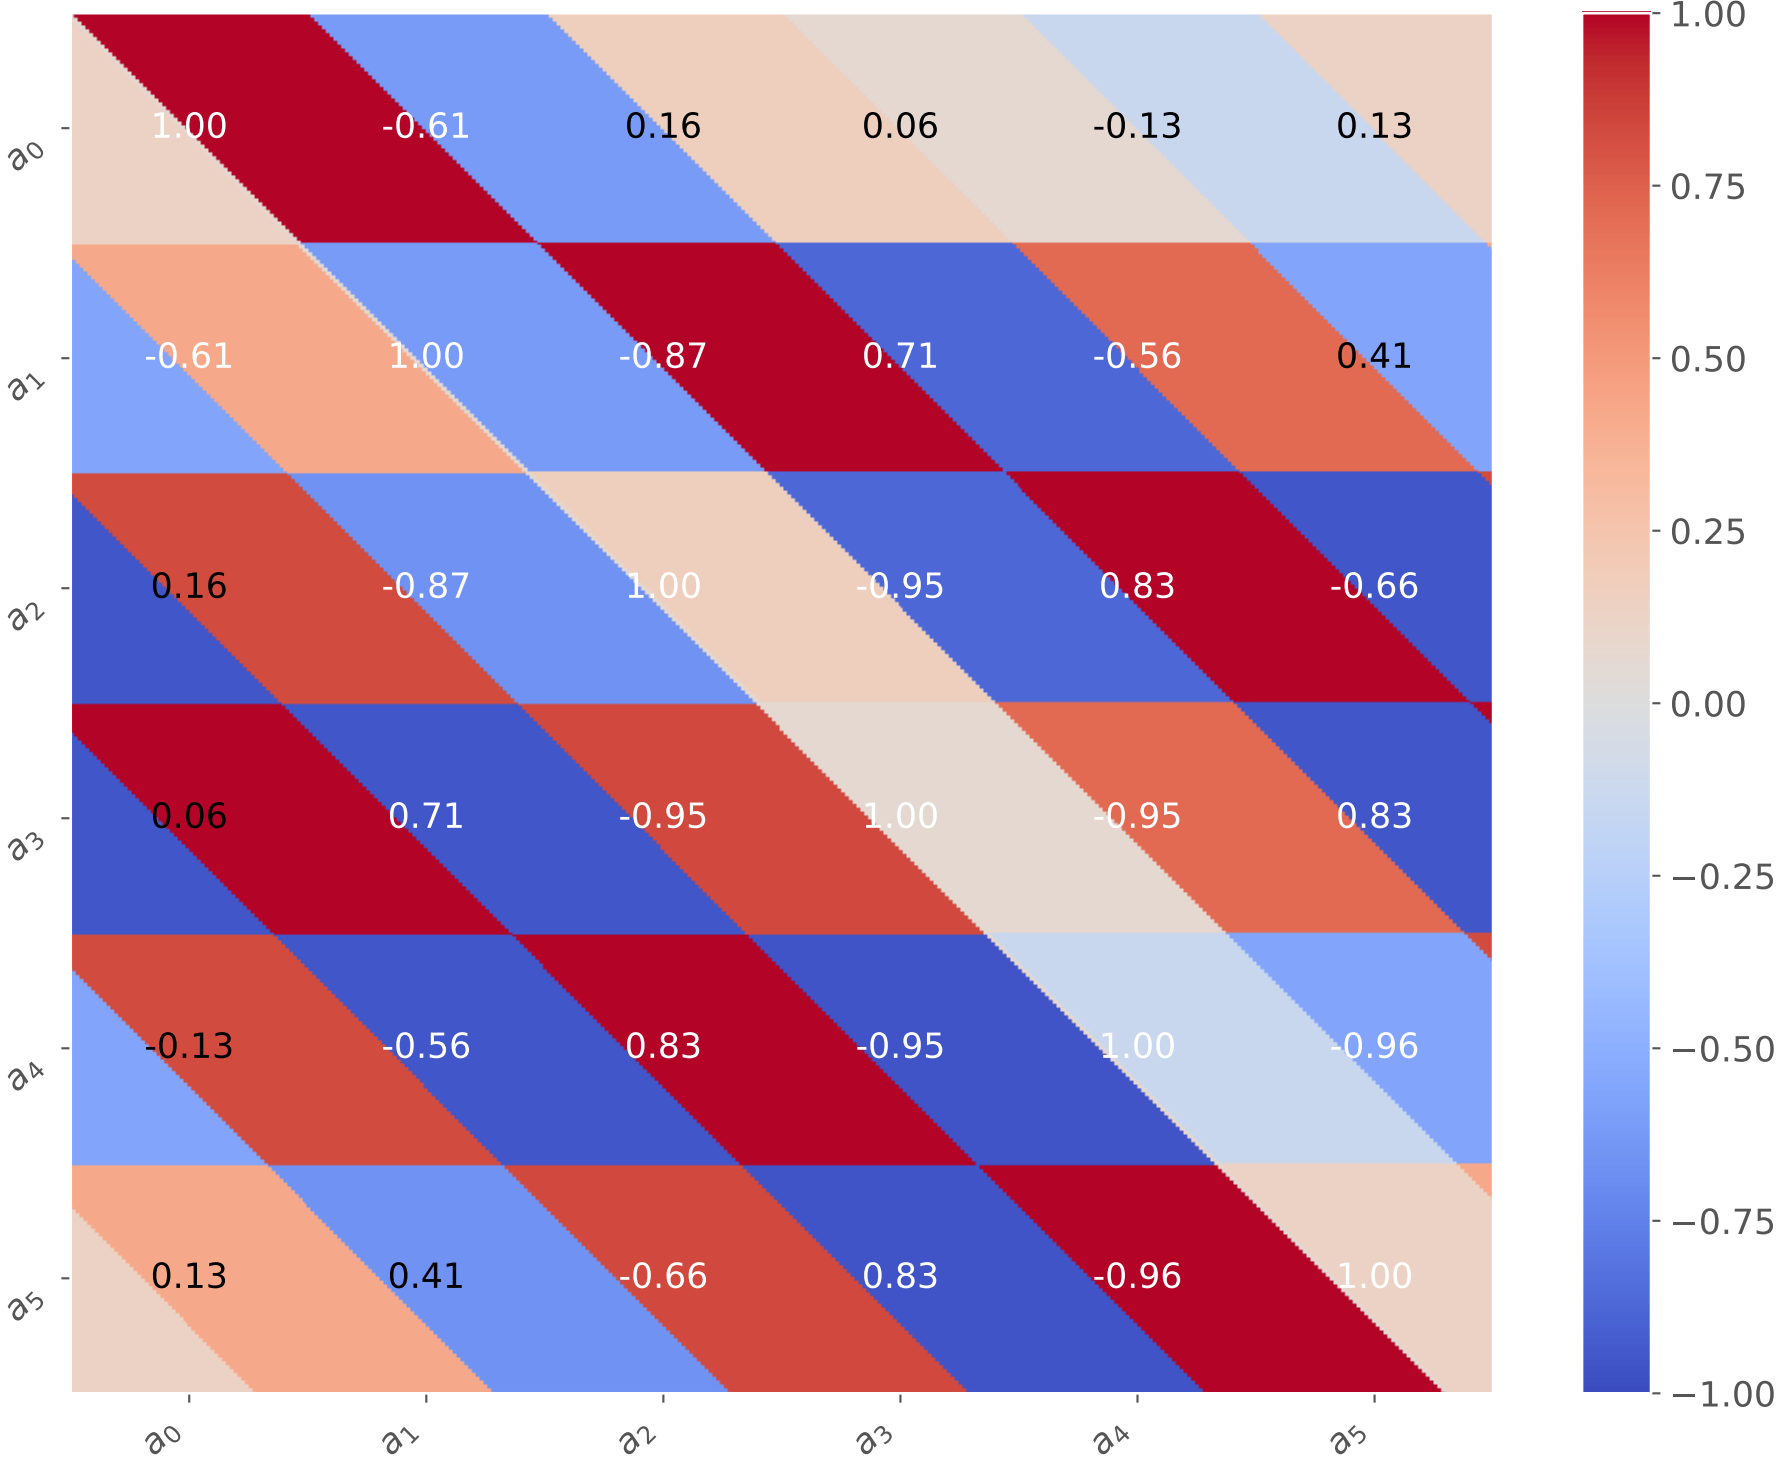 a0 1.00 -0.61 0.16 0.06 -0.13 0.13
a1 -0.61 1.00 -0.87 0.71 -0.56 0.41
a2 0.16 -0.87 1.00 -0.95 0.83 -0.66
a3 0.06 0.71 -0.95 1.00 -0.95 0.83
a4 -0.13 -0.56 0.83 -0.95 1.00 -0.96
a5 0.13 0.41 -0.66 0.83 -0.96 1.00
a0 a1 a2 a3 a4 a5
1.00
0.75
0.50
0.25
0.00
−0.25
−0.50
−0.75
−1.00